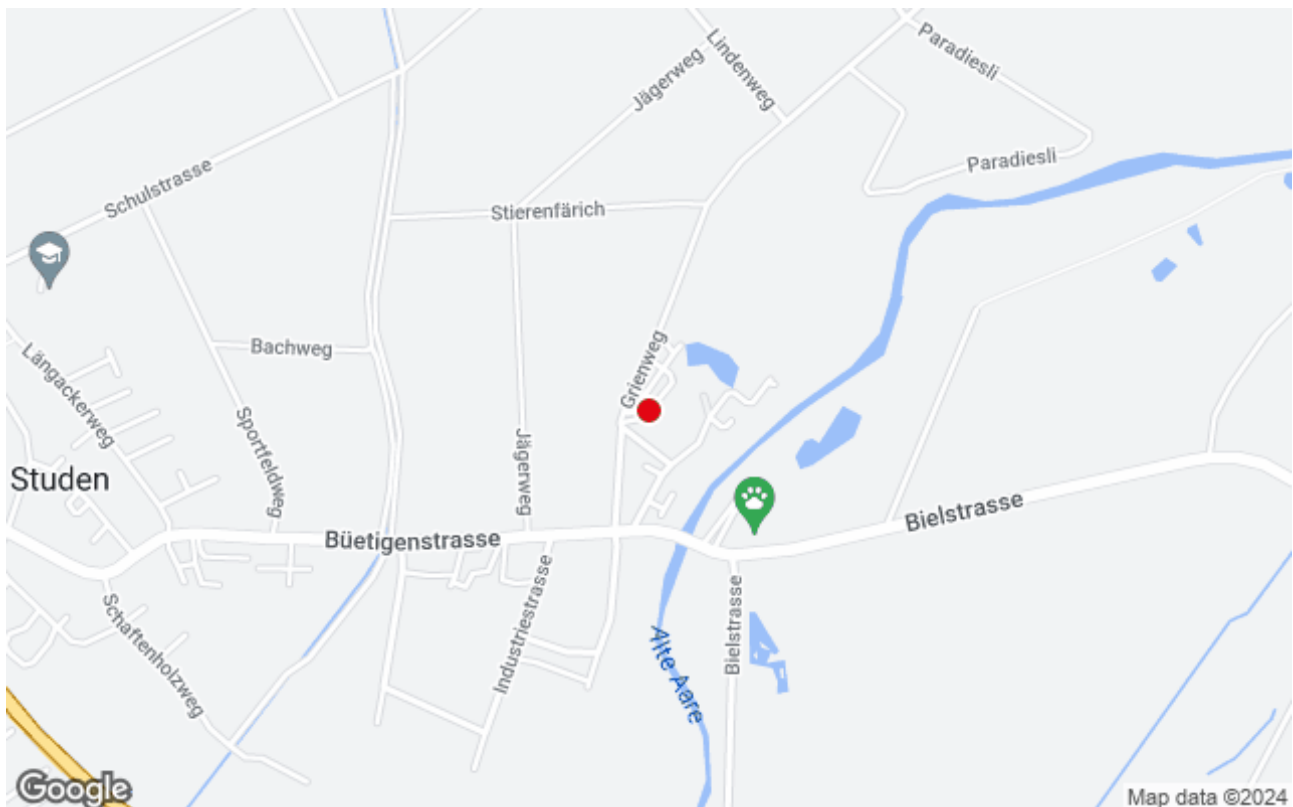 Paradiesli
Lindenweg
Jägerweg
Paradiesli
Schulstrasse
Stierenfärich
Bachweg
Grienweg
Längackerweg
Sportfeldweg
Jägerweg
Studen
Büetigenstrasse
Bielstrasse
Industriestrasse
Schaftenholzweg
Bielstrasse
Alte Aare
Google
Map data ©2024